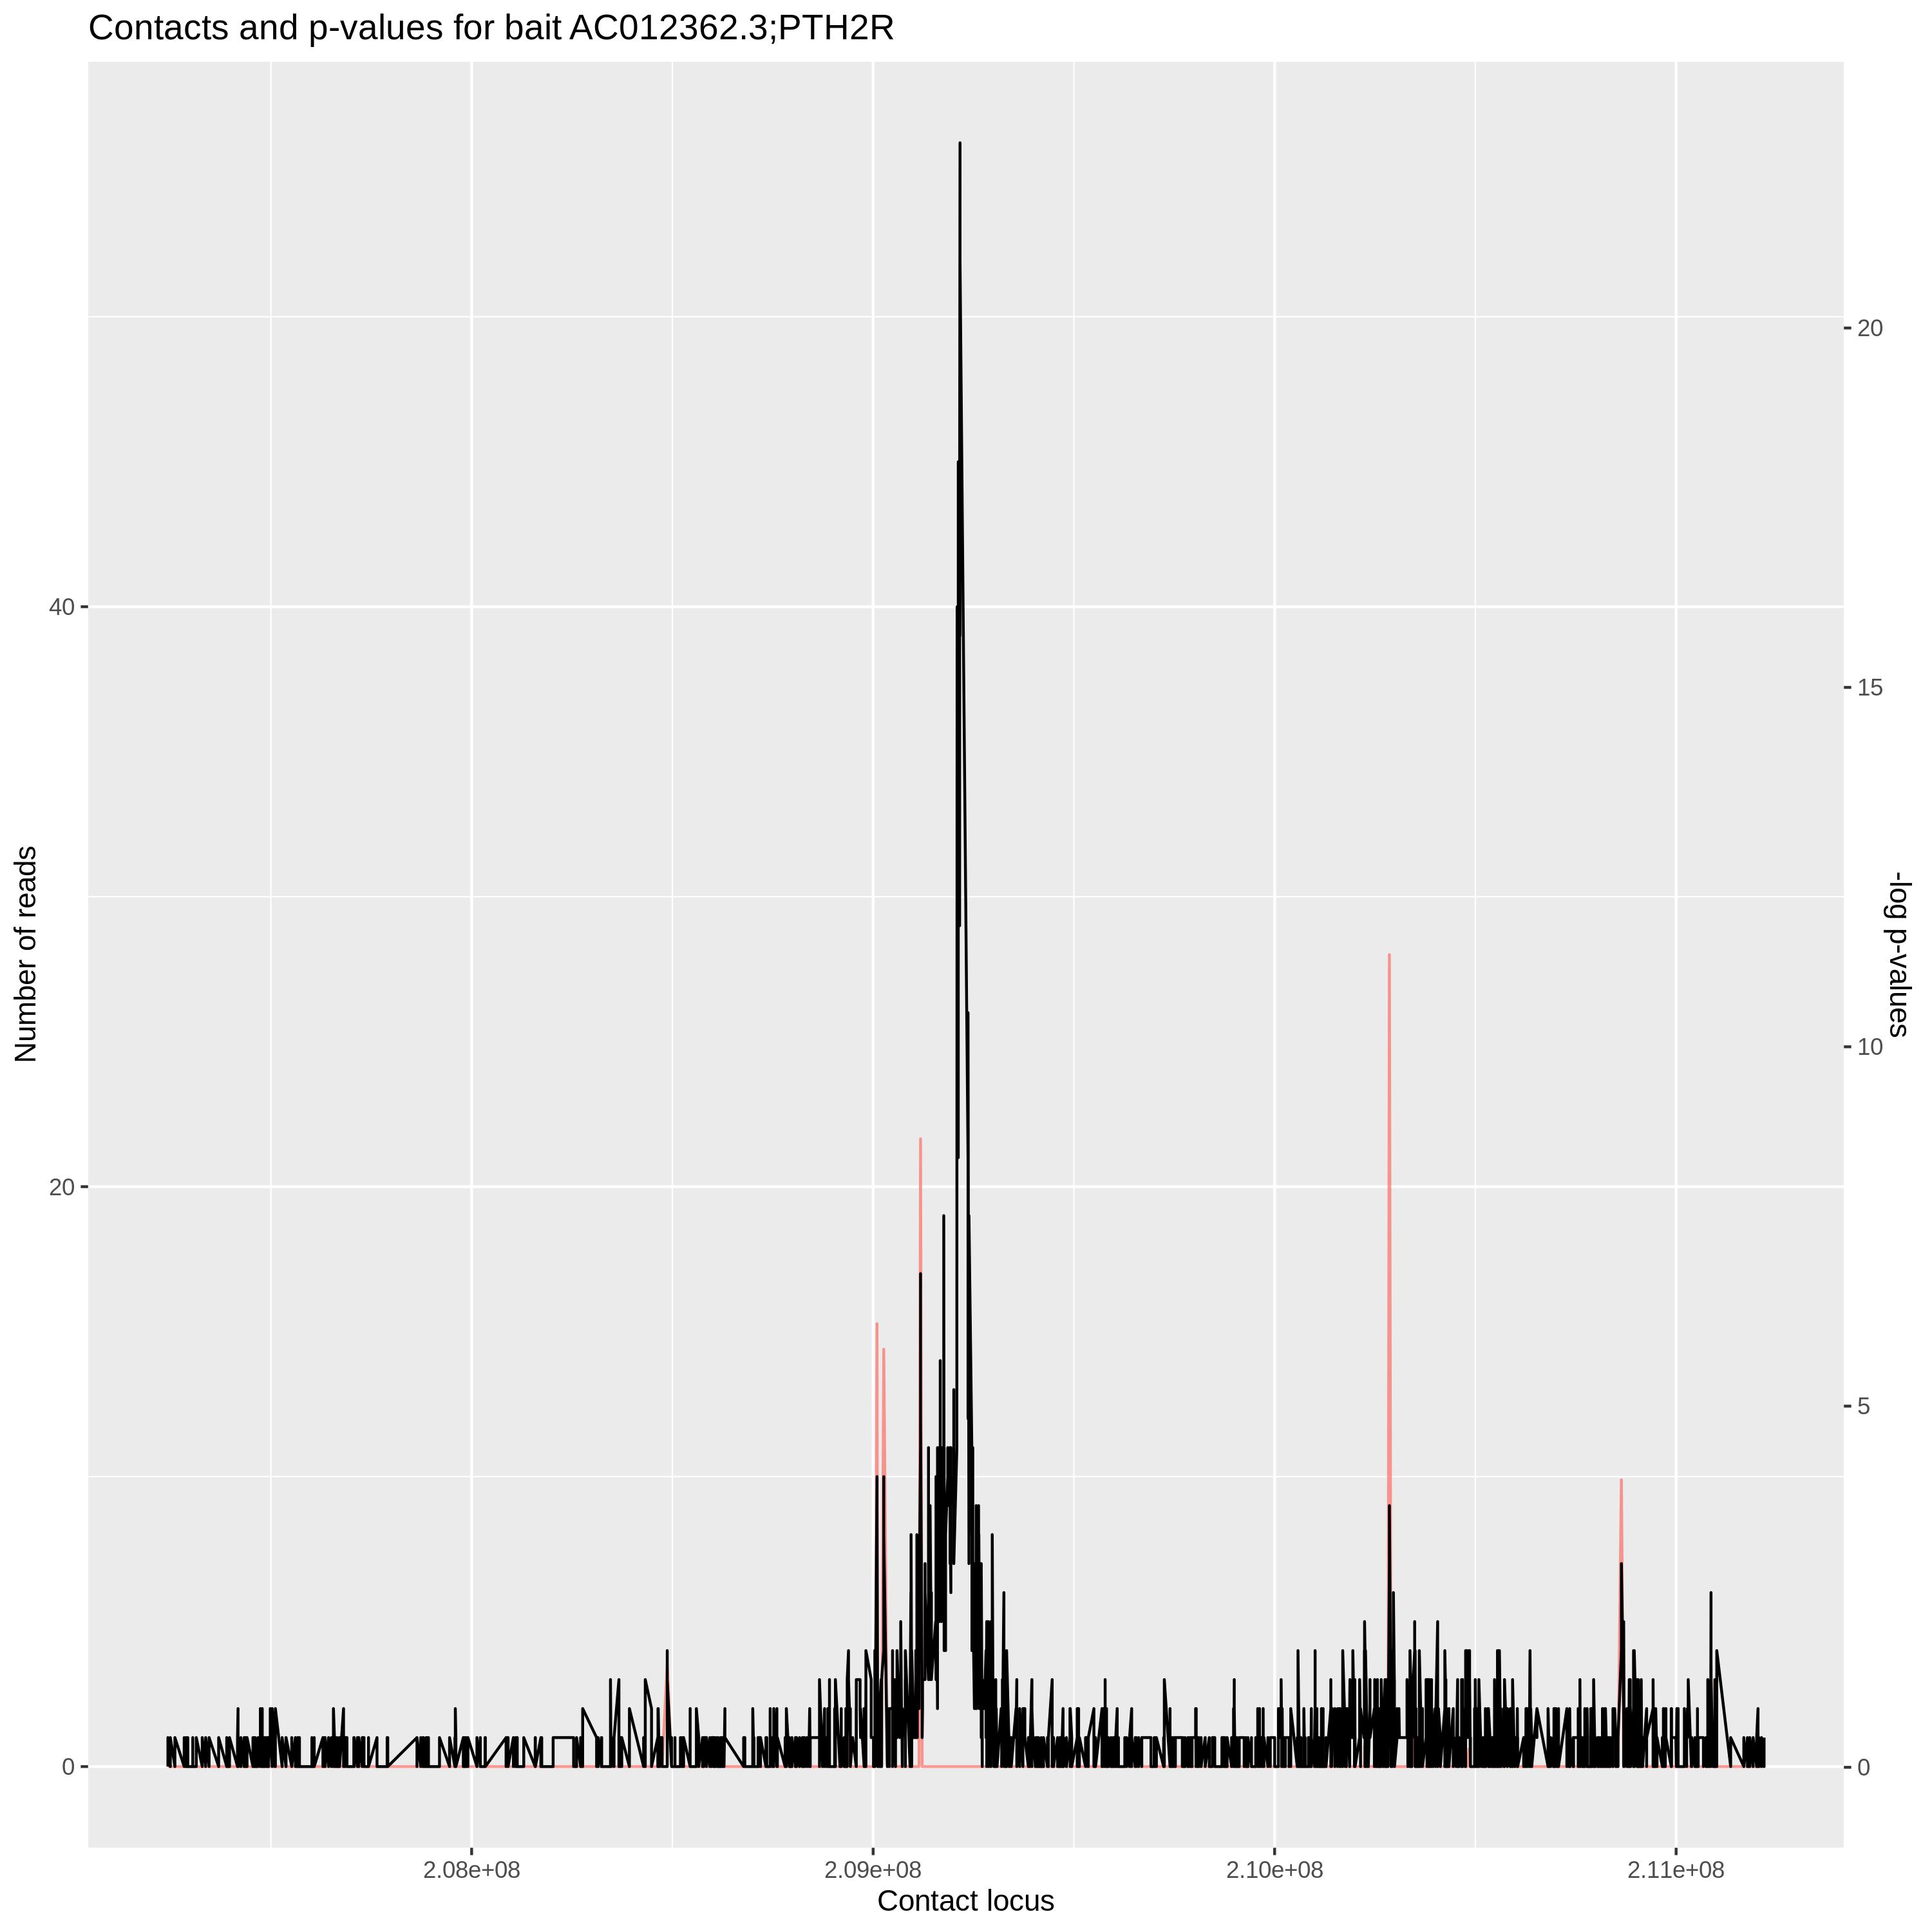 Contacts and p-values for bait AC012362.3;PTH2R
Number of reads
40
20
0
20
15
10
5
0
-log p-values
2.08e+08 2.09e+08 2.10e+08 2.11e+08
Contact locus